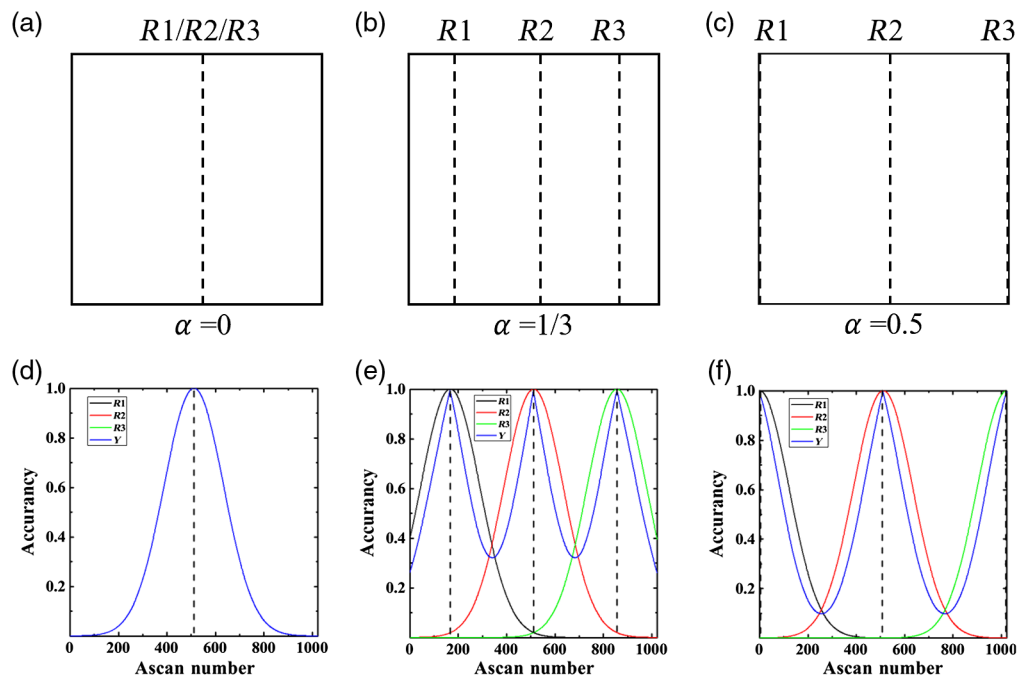 (a) R1/R2/R3
(b) R1 R2 R3
(c) R1 R2 R3
α =0
α =1/3
α =0.5
(d)
1.0
0.8
0.6
0.4
0.2
Accurancy
R1
R2
R3
Y
0 200 400 600 800 1000
Ascan number
(e)
1.0
0.8
0.6
0.4
0.2
Accurancy
R1
R2
R3
Y
0 200 400 600 800 1000
Ascan number
(f)
1.0
0.8
0.6
0.4
0.2
Accurancy
R1
R2
R3
Y
0 200 400 600 800 1000
Ascan number